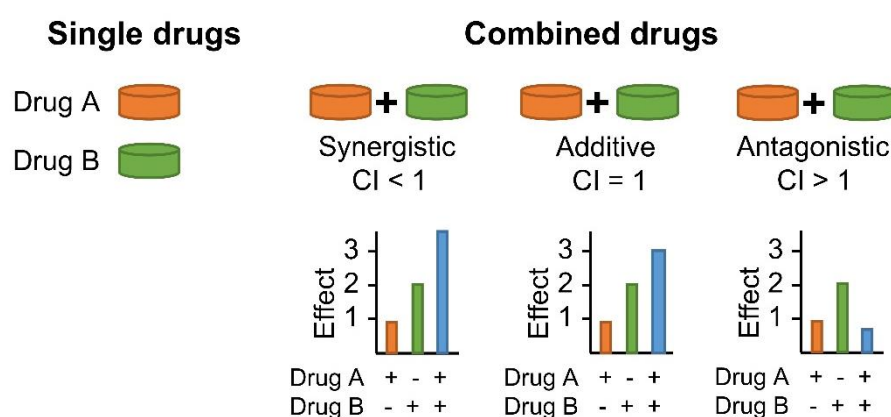 Single drugs
Combined drugs
Drug A
Drug B
+
+
+
Synergistic
CI < 1
Additive
CI = 1
Antagonistic
CI > 1
Effect
3
2
1
Drug A + - +
Drug B - + +
Effect
3
2
1
Drug A + - +
Drug B - + +
Effect
3
2
1
Drug A + - +
Drug B - + +